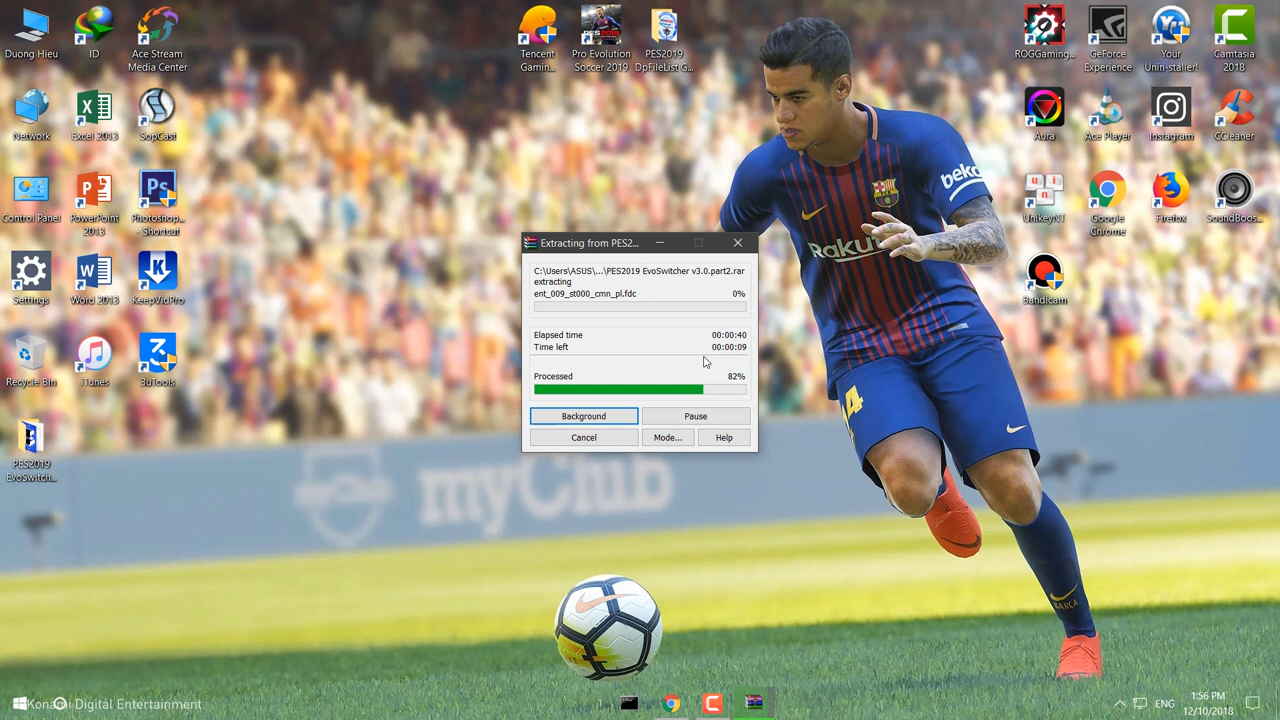 Duong Hieu
ID
Ace Stream
Media Center
Network
Excel 2013
SopCast
Control Panel
PowerPoint
2013
Photoshop...
- Shortcut
Settings
Word 2013
KeepVidPro
Recycle Bin
iTunes
3uTools
PES2019
EvoSwitch...
Tencent
Gamin...
Pro Evolution
Soccer 2019
PES2019
DpFileList G...
ROGGaming...
GeForce
Experience
Your
Unin-staller!
Camtasia
2018
Aura
Ace Player
Instagram
CCleaner
UnikeyNT
Google
Chrome
Firefox
SoundBoos...
Bandicam
Extracting from PES2...
C:\Users\ASUS\...\PES2019 EvoSwitcher v3.0.part2.rar
extracting
ent_009_st000_cmn_pl.fdc 0%
Elapsed time 00:00:40
Time left 00:00:09
Processed 82%
Background Pause
Cancel Mode... Help
beko
Rakut
14
BARCA
myClub
Konami Digital Entertainment
ENG
1:56 PM
12/10/2018